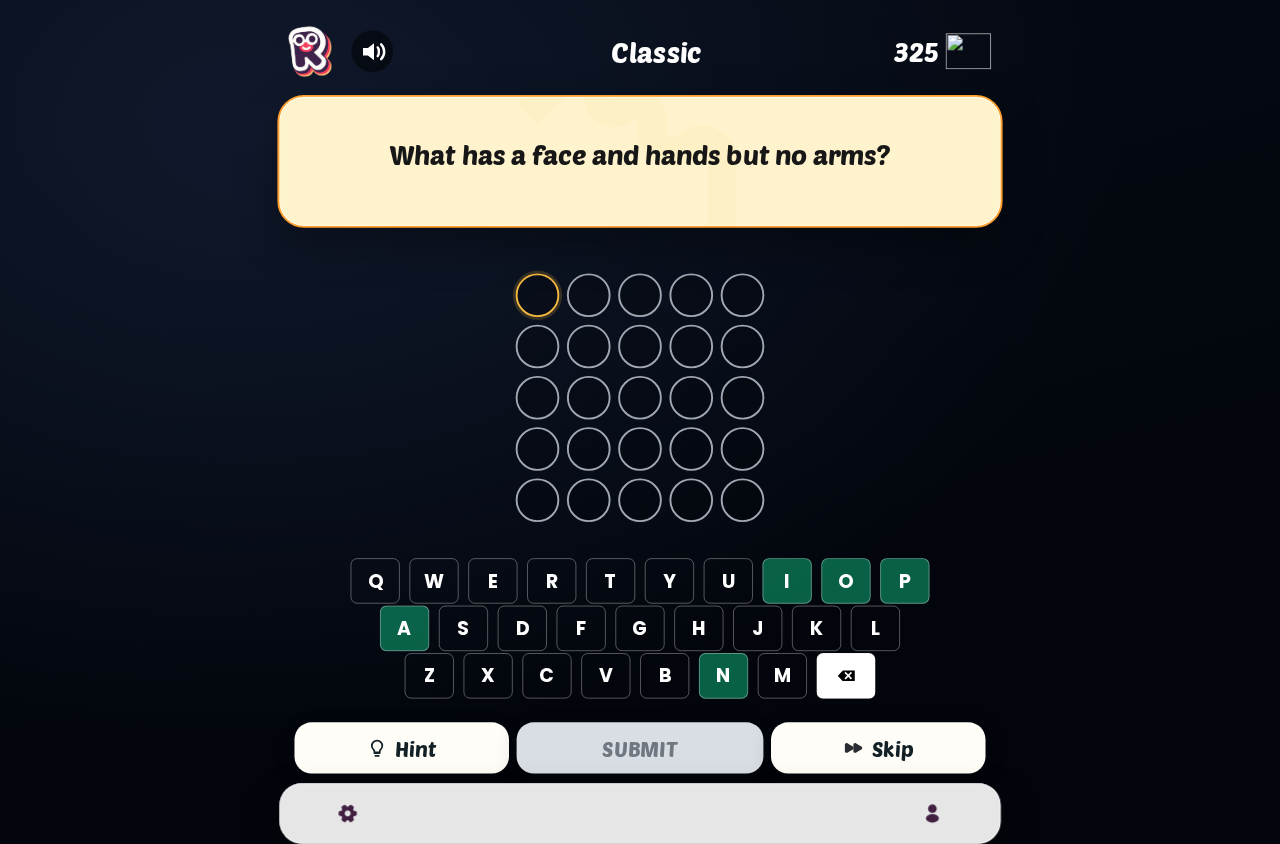 R
Classic
325
What has a face and hands but no arms?
Q W E R T Y U I O P
A S D F G H J K L
Z X C V B N M
Hint
SUBMIT
Skip